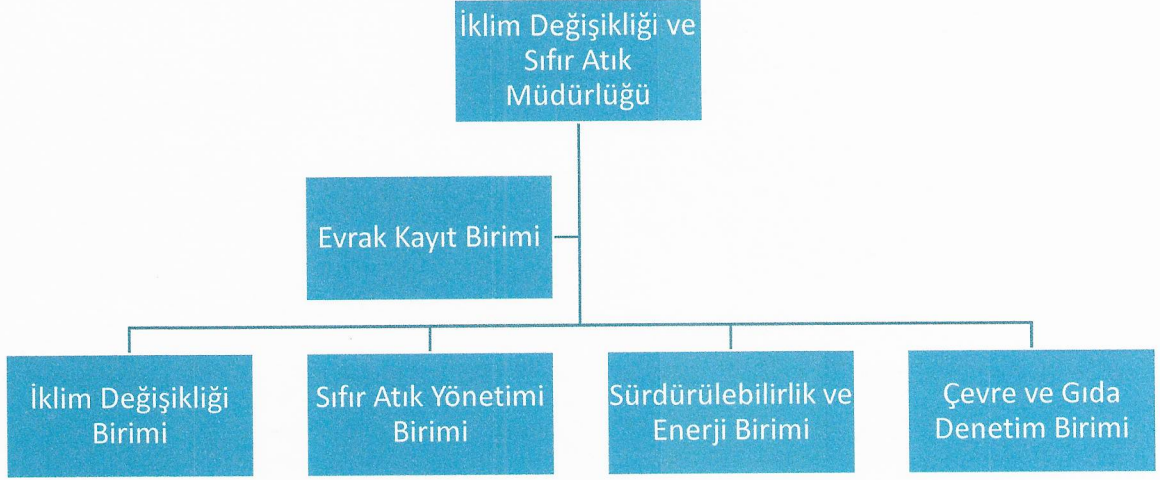 İklim Değişikliği ve
Sıfır Atık
Müdürlüğü
Evrak Kayıt Birimi
İklim Değişikliği
Birimi
Sıfır Atık Yönetimi
Birimi
Sürdürülebilirlik ve
Enerji Birimi
Çevre ve Gıda
Denetim Birimi